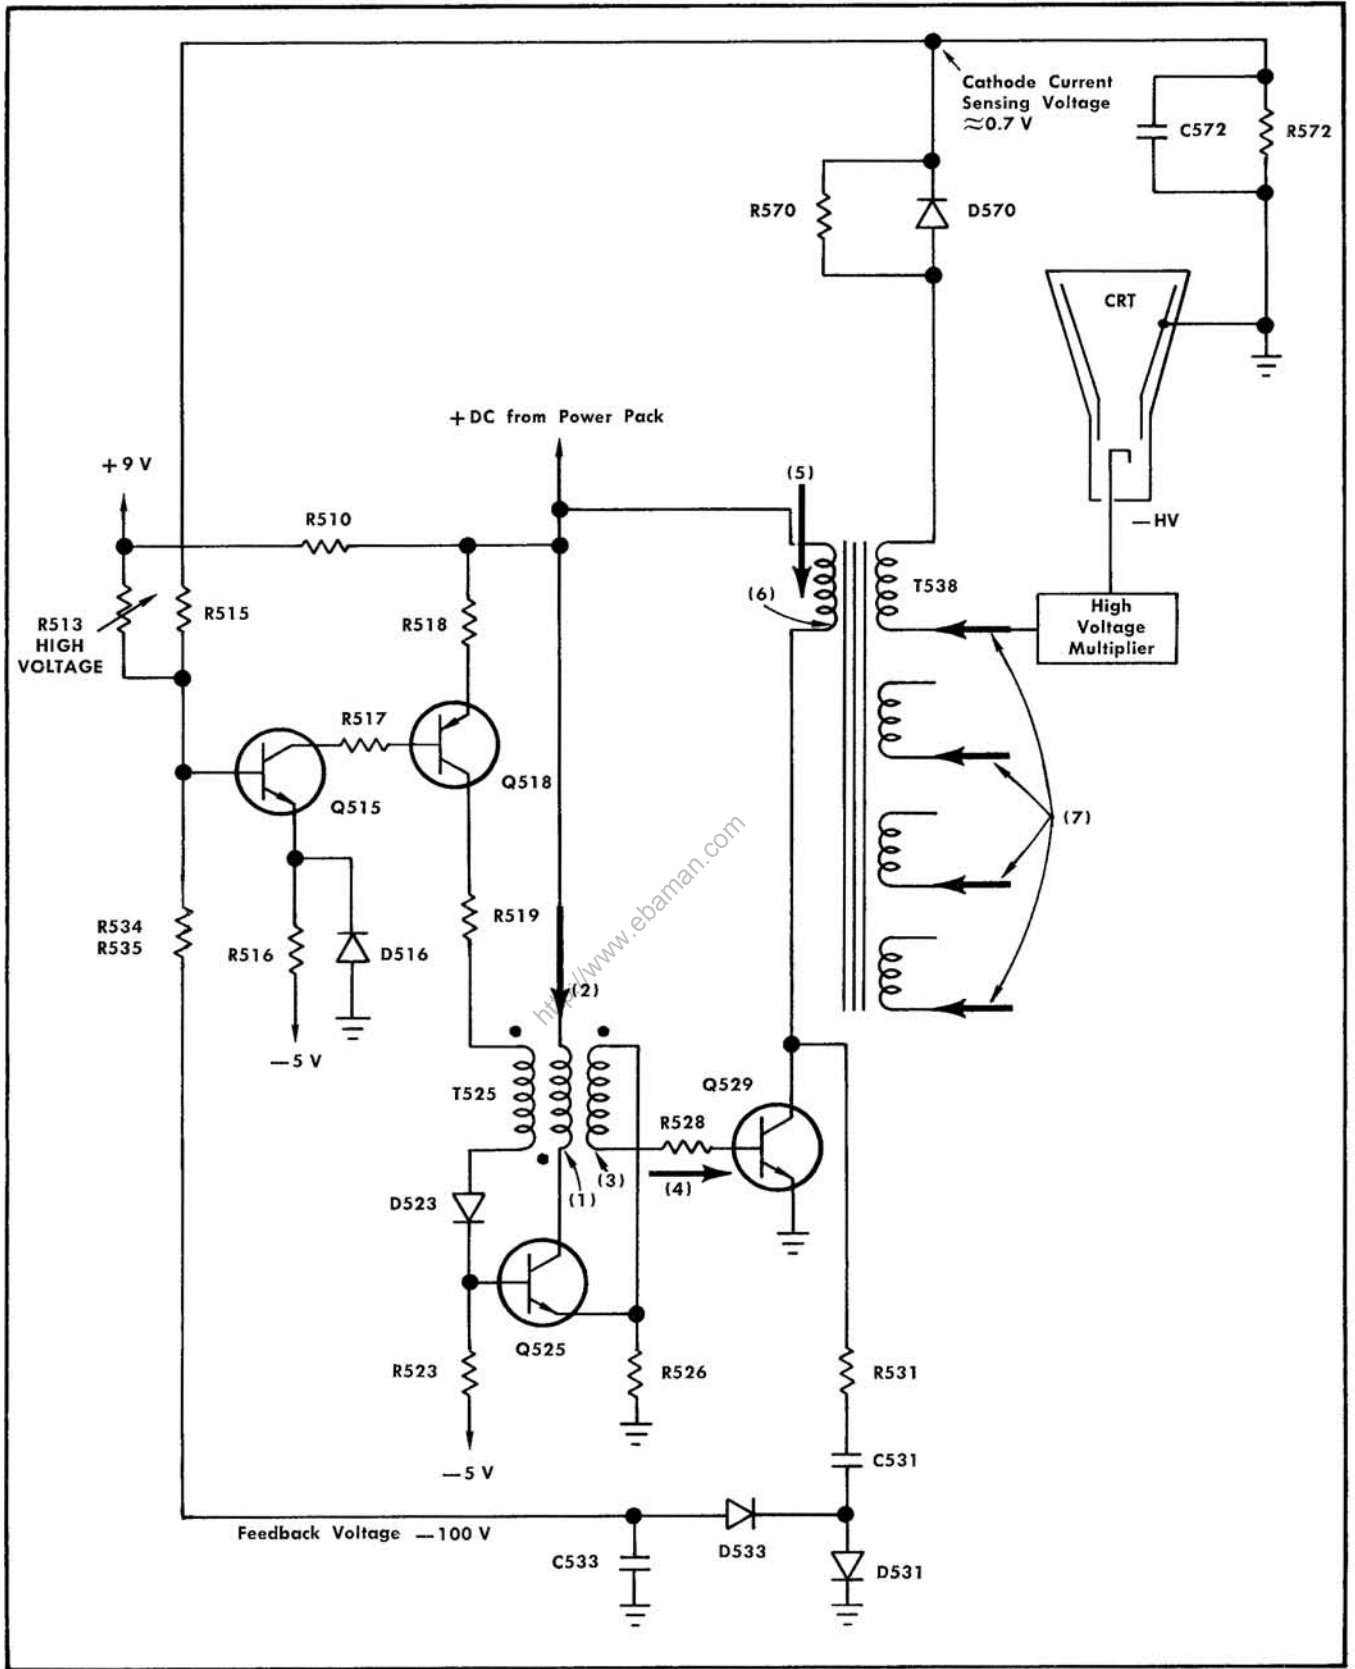 Cathode Current
Sensing Voltage
≈0.7 V
C572
R572
R570
D570
CRT
+DC from Power Pack
+9 V
(5)
—HV
R510
R513
HIGH
VOLTAGE
R515
R518
(6)
T538
High
Voltage
Multiplier
R517
Q518
Q515
(7)
http://www.ebaman.com
R534
R535
R519
R516
D516
(2)
—5 V
T525
Q529
R528
(3)
(1)
(4)
D523
Q525
R523
R526
R531
C531
—5 V
Feedback Voltage —100 V
D533
C533
D531